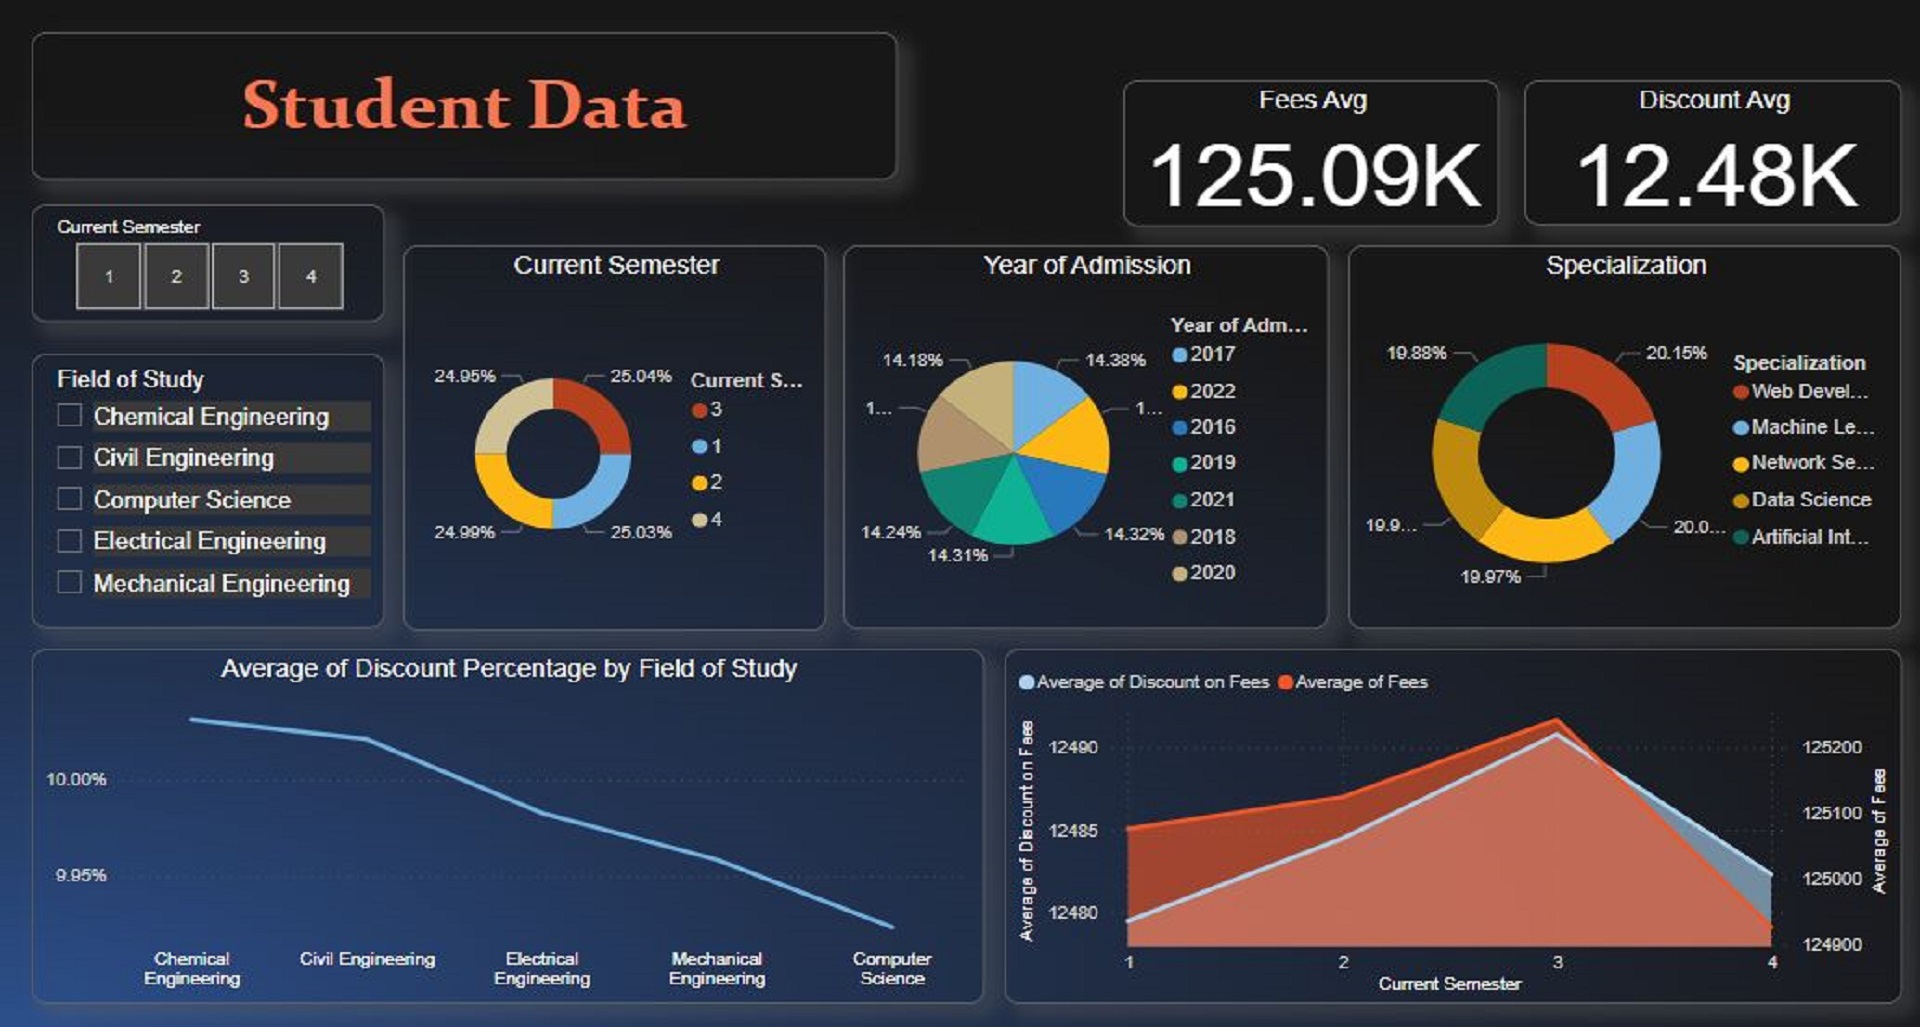 Student Data
Fees Avg
125.09K
Discount Avg
12.48K
Current Semester
1
2
3
4
Field of Study
Chemical Engineering
Civil Engineering
Computer Science
Electrical Engineering
Mechanical Engineering
Current Semester
24.95%
25.04%
24.99%
25.03%
Current S...
3
1
2
4
Year of Admission
14.18%
14.38%
1...
1...
14.24%
14.31%
14.32%
Year of Adm...
2017
2022
2016
2019
2021
2018
2020
Specialization
19.88%
20.15%
19.9...
20.0...
19.97%
Specialization
Web Devel...
Machine Le...
Network Se...
Data Science
Artificial Int...
Average of Discount Percentage by Field of Study
10.00%
9.95%
Chemical
Engineering
Civil Engineering
Electrical
Engineering
Mechanical
Engineering
Computer
Science
Average of Discount on Fees
Average of Fees
Average of Discount on Fees
12490
12485
12480
125200
125100
125000
124900
Average of Fees
1
2
3
4
Current Semester